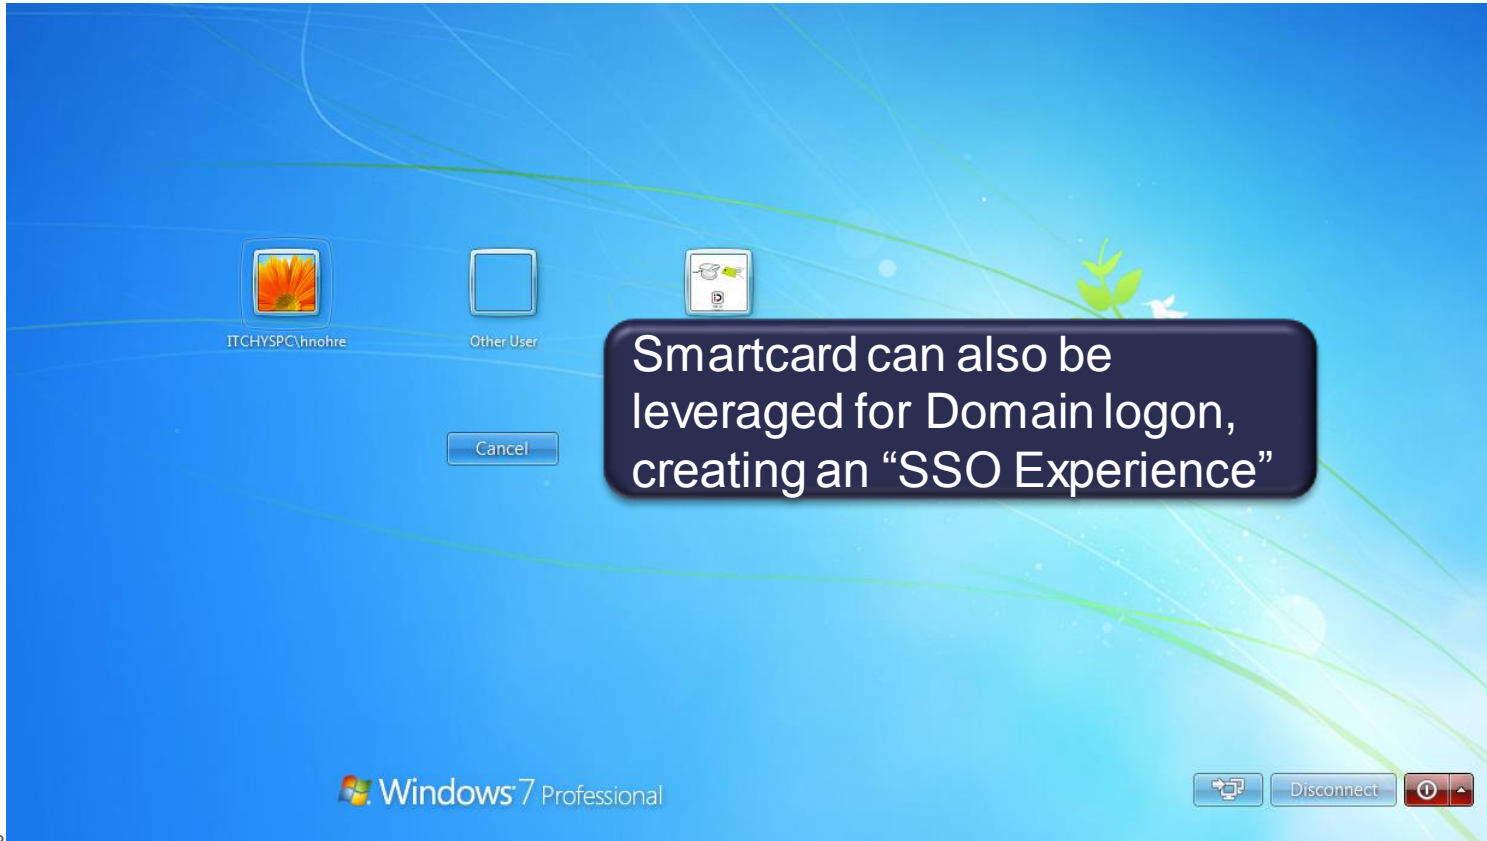 ITCHYSPC\hnohre
Other User
Smartcard can also be
leveraged for Domain logon,
creating an “SSO Experience”
Cancel
Windows 7 Professional
Disconnect